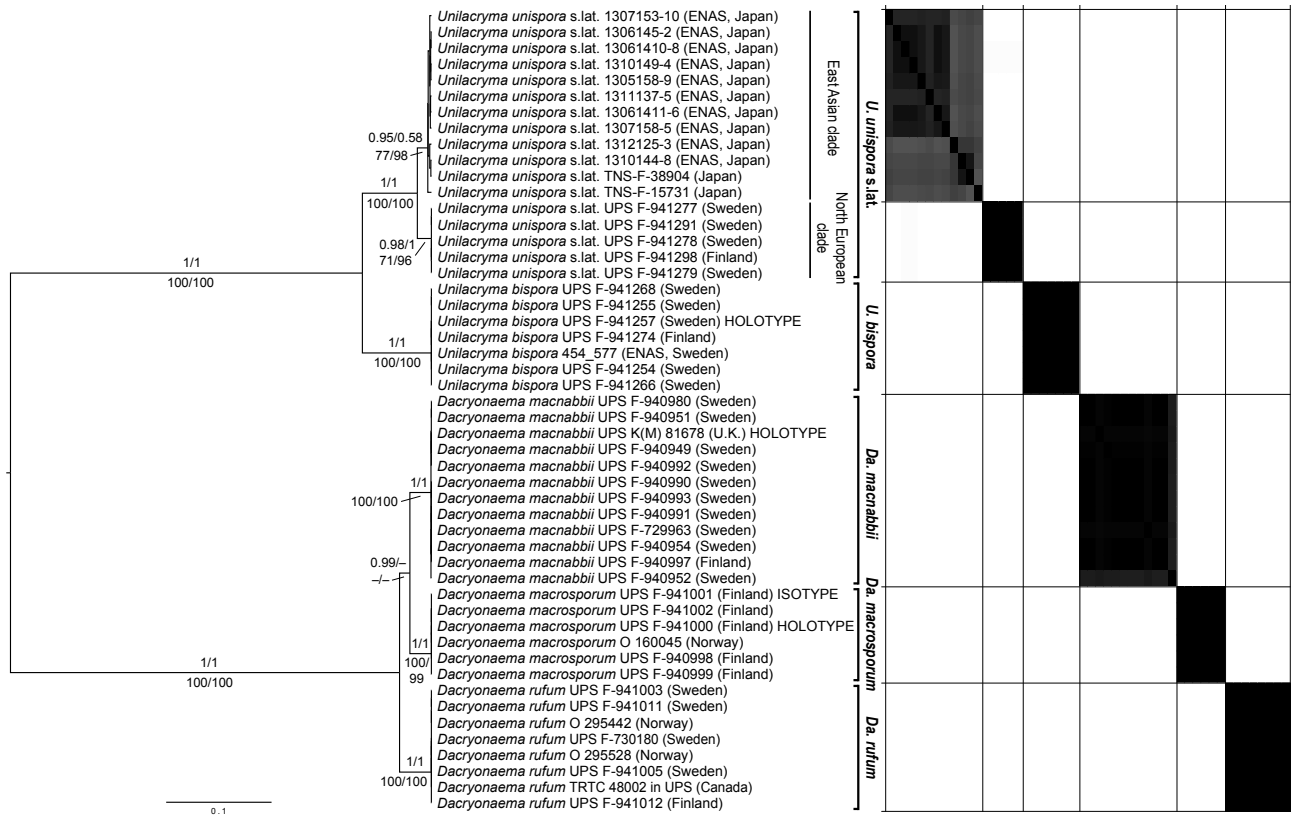 Unilacryma unispora s.lat. 1307153-10 (ENAS, Japan)
Unilacryma unispora s.lat. 1306145-2 (ENAS, Japan)
Unilacryma unispora s.lat. 13061410-8 (ENAS, Japan)
Unilacryma unispora s.lat. 1310149-4 (ENAS, Japan)
Unilacryma unispora s.lat. 1305158-9 (ENAS, Japan)
Unilacryma unispora s.lat. 1311137-5 (ENAS, Japan)
Unilacryma unispora s.lat. 13061411-6 (ENAS, Japan)
Unilacryma unispora s.lat. 1307158-5 (ENAS, Japan)
Unilacryma unispora s.lat. 1312125-3 (ENAS, Japan)
Unilacryma unispora s.lat. 1310144-8 (ENAS, Japan)
Unilacryma unispora s.lat. TNS-F-38904 (Japan)
Unilacryma unispora s.lat. TNS-F-15731 (Japan)
Unilacryma unispora s.lat. UPS F-941277 (Sweden)
Unilacryma unispora s.lat. UPS F-941291 (Sweden)
Unilacryma unispora s.lat. UPS F-941278 (Sweden)
Unilacryma unispora s.lat. UPS F-941298 (Finland)
Unilacryma unispora s.lat. UPS F-941279 (Sweden)
Unilacryma bispora UPS F-941268 (Sweden)
Unilacryma bispora UPS F-941255 (Sweden)
Unilacryma bispora UPS F-941257 (Sweden) HOLOTYPE
Unilacryma bispora UPS F-941274 (Finland)
Unilacryma bispora 454_577 (ENAS, Sweden)
Unilacryma bispora UPS F-941254 (Sweden)
Unilacryma bispora UPS F-941266 (Sweden)
Dacryonaema macnabbii UPS F-940980 (Sweden)
Dacryonaema macnabbii UPS F-940951 (Sweden)
Dacryonaema macnabbii UPS K(M) 81678 (U.K.) HOLOTYPE
Dacryonaema macnabbii UPS F-940949 (Sweden)
Dacryonaema macnabbii UPS F-940992 (Sweden)
Dacryonaema macnabbii UPS F-940990 (Sweden)
Dacryonaema macnabbii UPS F-940993 (Sweden)
Dacryonaema macnabbii UPS F-940991 (Sweden)
Dacryonaema macnabbii UPS F-729963 (Sweden)
Dacryonaema macnabbii UPS F-940954 (Sweden)
Dacryonaema macnabbii UPS F-940997 (Finland)
Dacryonaema macnabbii UPS F-940952 (Sweden)
Dacryonaema macrosporum UPS F-941001 (Finland) ISOTYPE
Dacryonaema macrosporum UPS F-941002 (Finland)
Dacryonaema macrosporum UPS F-941000 (Finland) HOLOTYPE
Dacryonaema macrosporum O 160045 (Norway)
Dacryonaema macrosporum UPS F-940998 (Finland)
Dacryonaema macrosporum UPS F-940999 (Finland)
Dacryonaema rufum UPS F-941003 (Sweden)
Dacryonaema rufum UPS F-941011 (Sweden)
Dacryonaema rufum O 295442 (Norway)
Dacryonaema rufum UPS F-730180 (Sweden)
Dacryonaema rufum O 295528 (Norway)
Dacryonaema rufum UPS F-941005 (Sweden)
Dacryonaema rufum TRTC 48002 in UPS (Canada)
Dacryonaema rufum UPS F-941012 (Finland)
0.95/0.58
77/98
1/1
100/100
0.98/1
71/96
1/1
100/100
1/1
100/100
1/1
100/100
0.99/–
–/–
1/1
100/
99
1/1
100/100
1/1
100/100
0.1
East Asian clade
North European
clade
U. unispora s.lat.
U. bispora
Da. macnabbii
Da. macrosporum
Da. rufum